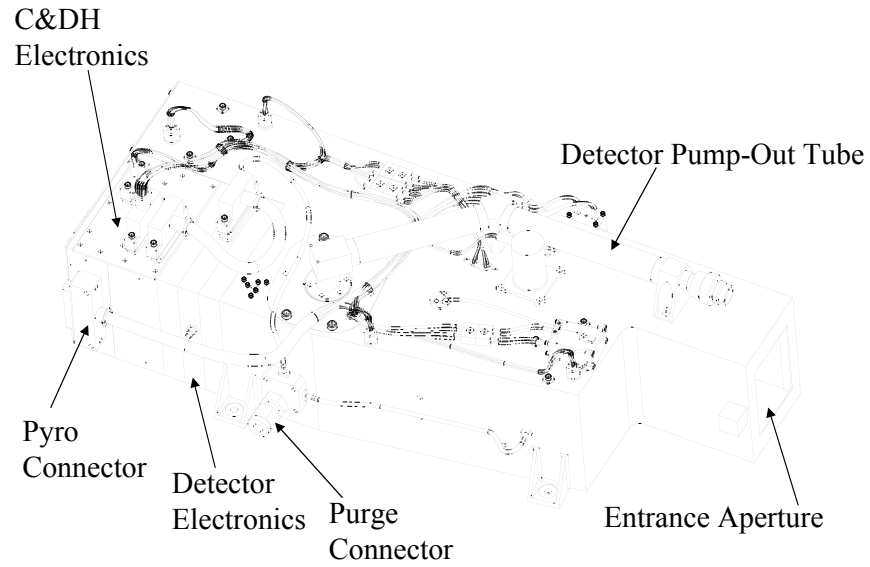 C&DH
Electronics
Detector Pump-Out Tube
Pyro
Connector
Detector
Electronics
Purge
Connector
Entrance Aperture